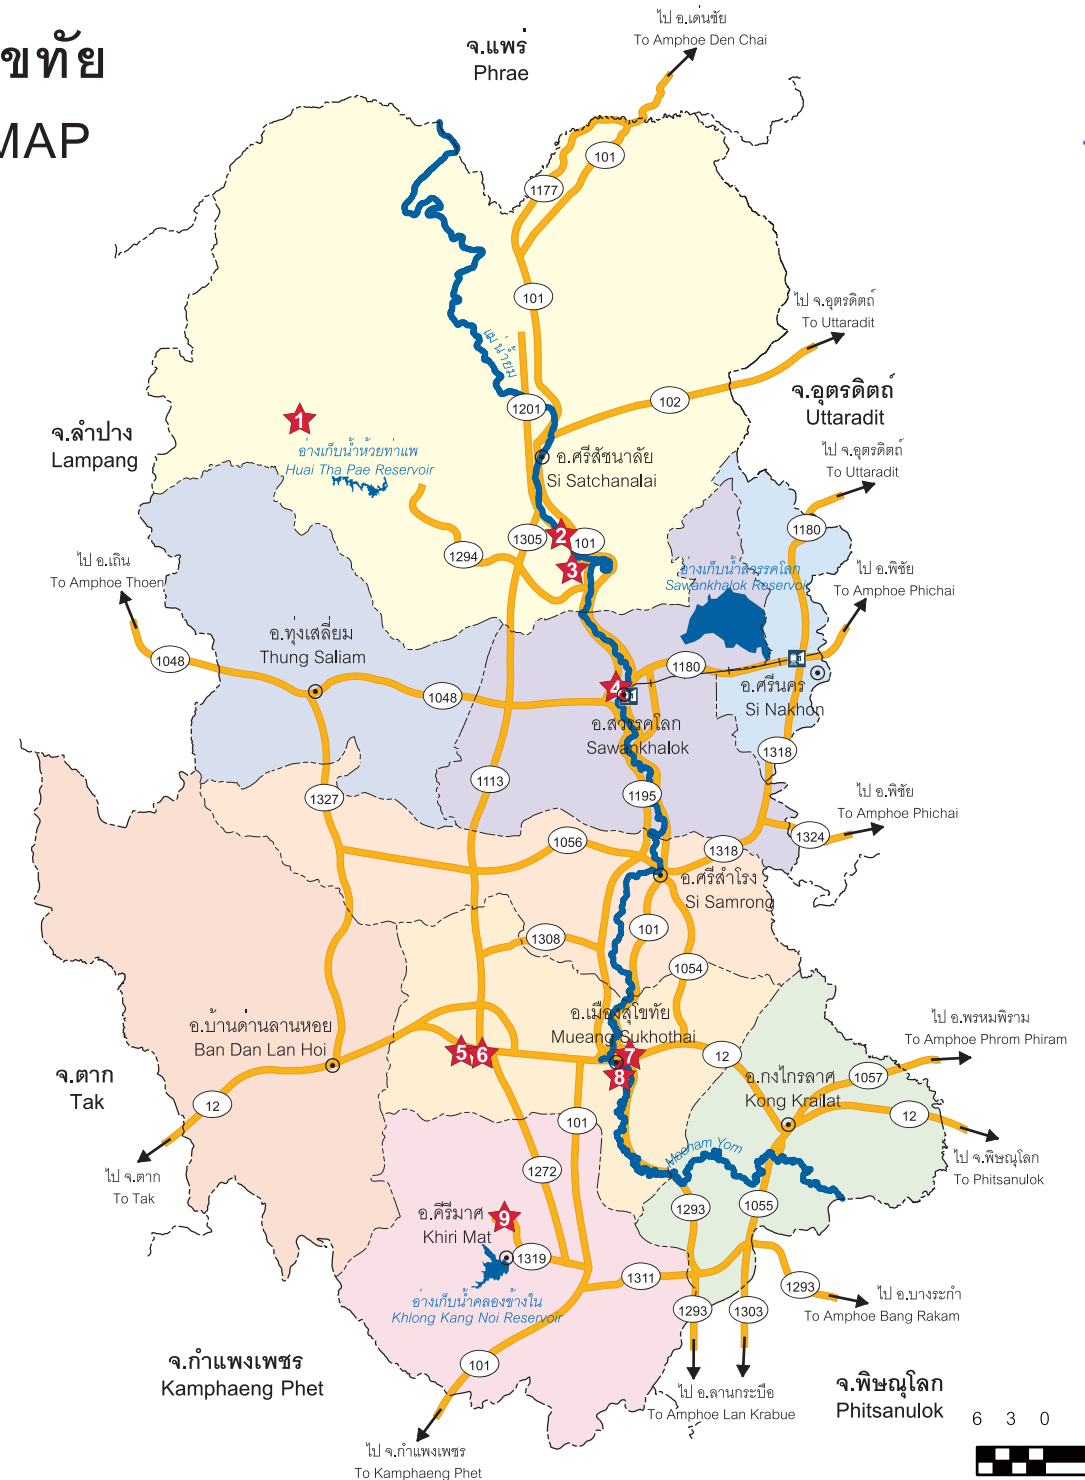 ไป อ.เด่นชัย
To Amphoe Den Chai
จ.แพร่
Phrae
ขทัย
MAP
101
1177
101
ไป จ.อุตรดิตถ์
To Uttaradit
แม่น้ำยม
จ.อุตรดิตถ์
Uttaradit
102
1201
1
จ.ลำปาง
Lampang
อ่างเก็บน้ำห้วยท่าแพ
Huai Tha Pae Reservoir
อ.ศรีสัชนาลัย
Si Satchanalai
ไป จ.อุตรดิตถ์
To Uttaradit
1180
2
1305
101
1294
3
ไป อ.เถิน
To Amphoe Thoen
อ่างเก็บน้ำสวรรคโลก
Sawankhalok Reservoir
ไป อ.พิชัย
To Amphoe Phichai
อ.ทุ่งเสลี่ยม
Thung Saliam
1048
1048
1180
4
อ.ศรีนคร
Si Nakhon
อ.สวรรคโลก
Sawankhalok
1318
1113
1327
1195
ไป อ.พิชัย
To Amphoe Phichai
1324
1056
1318
อ.ศรีสำโรง
Si Samrong
101
1308
1054
อ.เมืองสุโขทัย
Mueang Sukhothai
อ.บ้านด่านลานหอย
Ban Dan Lan Hoi
ไป อ.พรหมพิราม
To Amphoe Phrom Phiram
5
6
7
12
8
จ.ตาก
Tak
อ.กงไกรลาศ
Kong Krailat
1057
12
12
101
Meenam Yom
ไป จ.ตาก
To Tak
ไป จ.พิษณุโลก
To Phitsanulok
1272
1293
1055
อ.คีรีมาศ
Khiri Mat
9
1319
1311
1293
ไป อ.บางระกำ
To Amphoe Bang Rakam
อ่างเก็บน้ำคลองข้างใน
Khlong Kang Noi Reservoir
1293
1303
จ.กำแพงเพชร
Kamphaeng Phet
101
ไป อ.ลานกระบือ
To Amphoe Lan Krabue
จ.พิษณุโลก
Phitsanulok
6 3 0
ไป จ.กำแพงเพชร
To Kamphaeng Phet